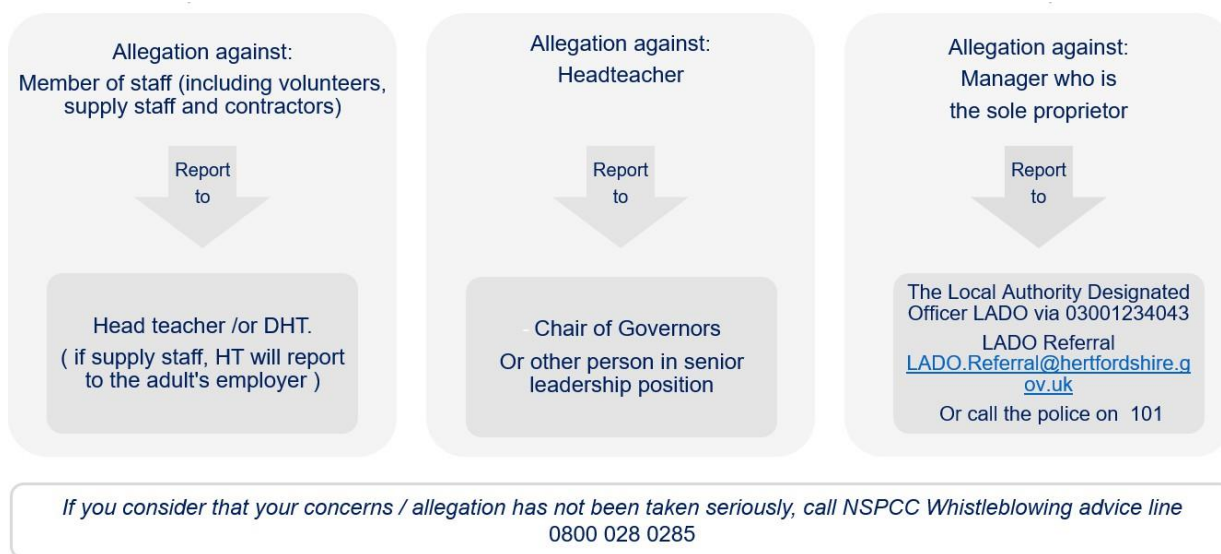 Allegation against:
Member of staff (including volunteers,
supply staff and contractors)
Report
to
Head teacher /or DHT.
( if supply staff, HT will report
to the adult's employer )
Allegation against:
Headteacher
Report
to
Chair of Governors
Or other person in senior
leadership position
Allegation against:
Manager who is
the sole proprietor
Report
to
The Local Authority Designated
Officer LADO via 03001234043
LADO Referral
LADO.Referral@hertfordshire.g
ov.uk
Or call the police on 101
If you consider that your concerns / allegation has not been taken seriously, call NSPCC Whistleblowing advice line
0800 028 0285